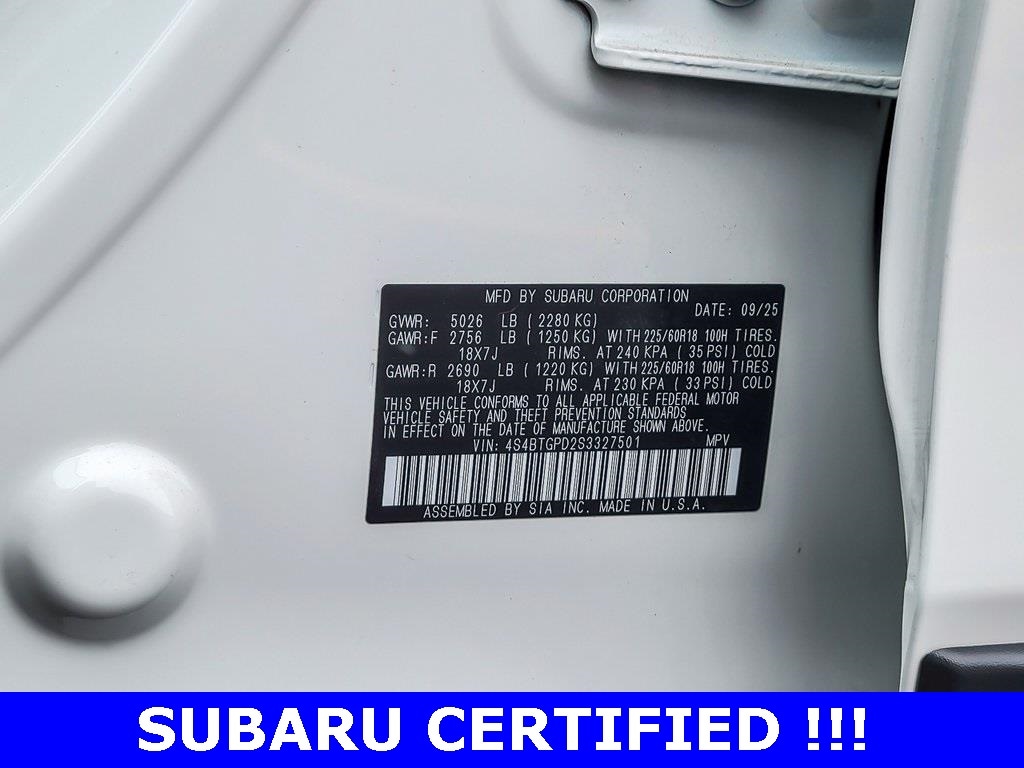 MFD BY SUBARU CORPORATION
DATE: 09/25
GVWR: 5026 LB ( 2280 KG)
GAWR:F 2756 LB ( 1250 KG) WITH 225/60R18 100H TIRES.
18X7J RIMS. AT 240 KPA ( 35 PSI) COLD
GAWR:R 2690 LB ( 1220 KG) WITH 225/60R18 100H TIRES.
18X7J RIMS. AT 230 KPA ( 33 PSI) COLD
THIS VEHICLE CONFORMS TO ALL APPLICABLE FEDERAL MOTOR
VEHICLE SAFETY AND THEFT PREVENTION STANDARDS
IN EFFECT ON THE DATE OF MANUFACTURE SHOWN ABOVE.
VIN: 4S4BTGPD2S3327501 MPV
ASSEMBLED BY SIA INC. MADE IN U.S.A.
SUBARU CERTIFIED !!!